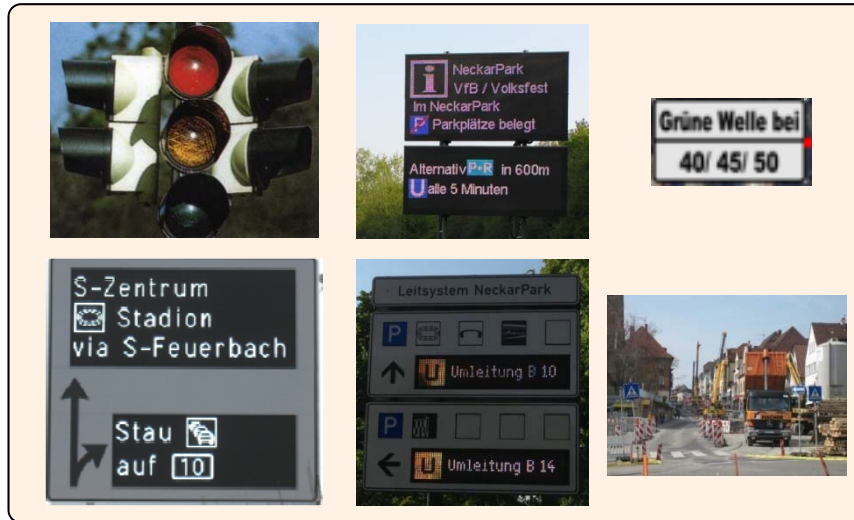 NeckarPark
VfB / Volksfest
Im NeckarPark
P Parkplätze belegt
Alternativ P+R in 600m
U alle 5 Minuten
Grüne Welle bei
40/ 45/ 50
S-Zentrum
Stadion
via S-Feuerbach
Stau
auf 10
Leitsystem NeckarPark
P
U Umleitung B 10
P
U Umleitung B 14